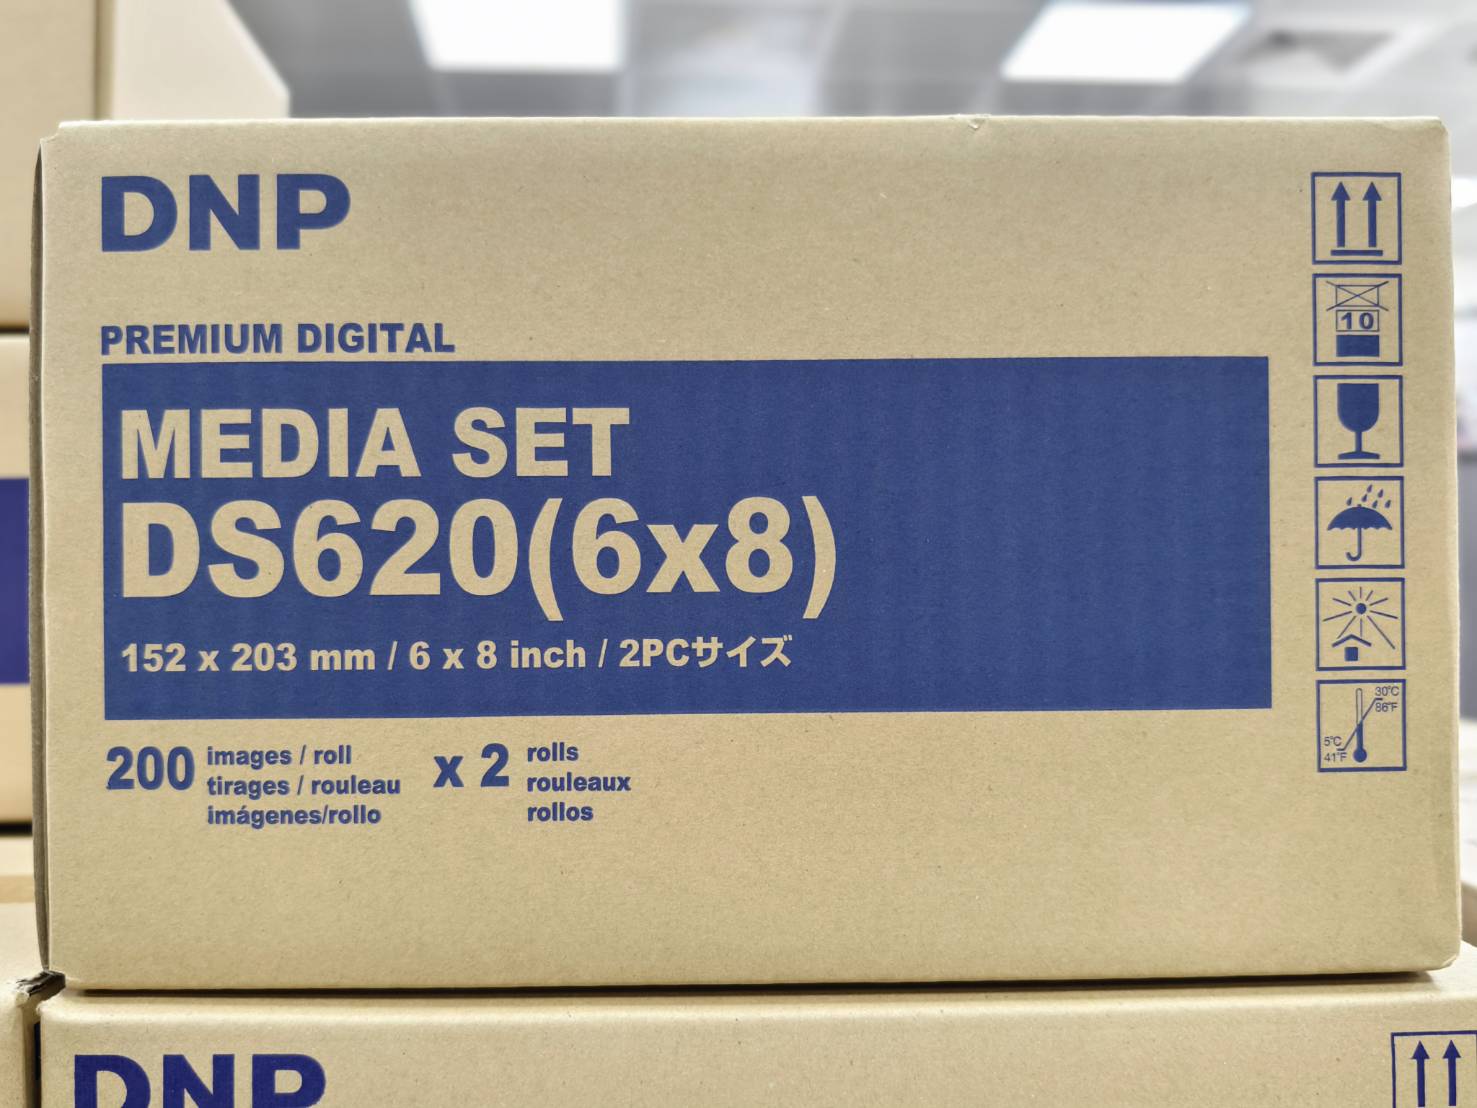 DNP
PREMIUM DIGITAL
MEDIA SET
DS620(6x8)
152 x 203 mm / 6 x 8 inch / 2PCサイズ
200 images / roll x 2 rolls
tirages / rouleau rouleaux
imágenes/rollo rollos
10
30°C
86°F
5°C
41°F
DNP